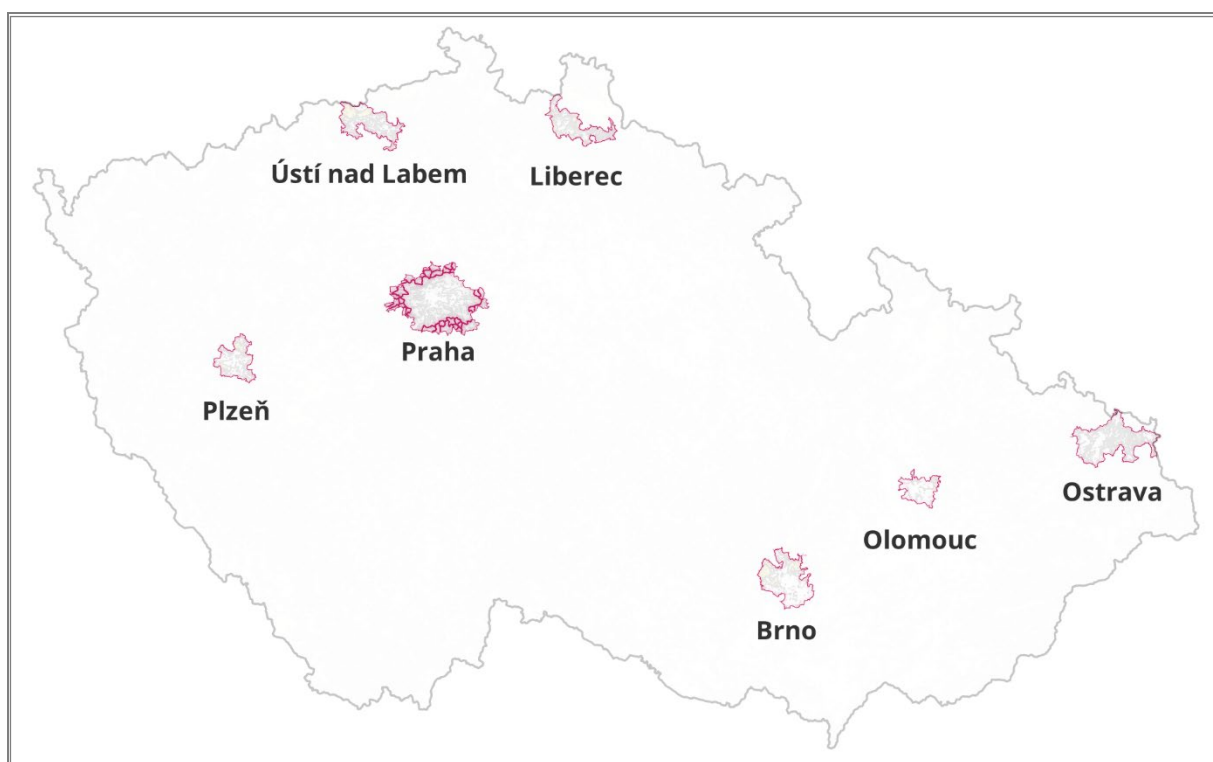 Ústí nad Labem
Liberec
Praha
Plzeň
Ostrava
Olomouc
Brno